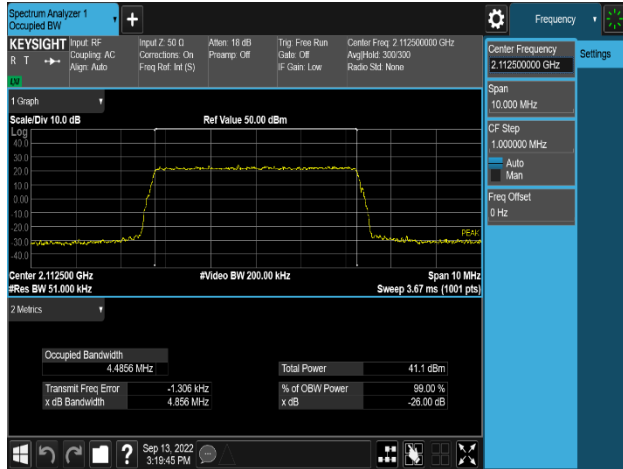 Spectrum Analyzer 1
Occupied BW
Frequency
KEYSIGHT
R T
Input: RF
Coupling: AC
Align: Auto
Input Z: 50 Ω
Corrections: On
Freq Ref: Int (S)
Atten: 18 dB
Preamp: Off
Trig: Free Run
Gate: Off
IF Gain: Low
Center Freq: 2.112500000 GHz
Avg|Hold: 300/300
Radio Std: None
Center Frequency
2.112500000 GHz
Settings
Span
10.000 MHz
CF Step
1.000000 MHz
Auto
Man
Freq Offset
0 Hz
1 Graph
Scale/Div 10.0 dB
Ref Value 50.00 dBm
Log
40.0
30.0
20.0
10.0
0.00
-10.0
-20.0
-30.0
-40.0
PEAK
Center 2.112500 GHz
#Video BW 200.00 kHz
Span 10 MHz
#Res BW 51.000 kHz
Sweep 3.67 ms (1001 pts)
2 Metrics
Occupied Bandwidth
4.4856 MHz
Total Power
41.1 dBm
Transmit Freq Error
-1.306 kHz
% of OBW Power
99.00 %
x dB Bandwidth
4.856 MHz
x dB
-26.00 dB
?
Sep 13, 2022
3:19:45 PM